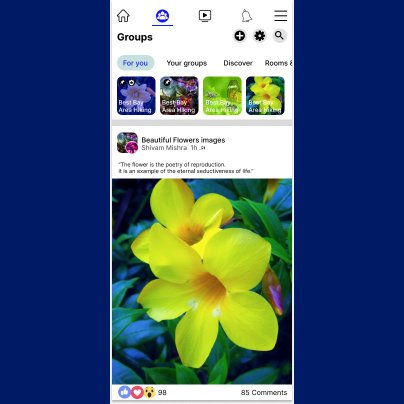 Groups
For you Your groups Discover Rooms &
Best Bay Best Bay Best Bay Best Bay
Area Hiking Area Hiking Area Hiking Area Hiking
Beautiful Flowers images
Shivam Mishra 1h
"The flower is the poetry of reproduction.
it is an example of the eternal seductiveness of life."
98 85 Comments